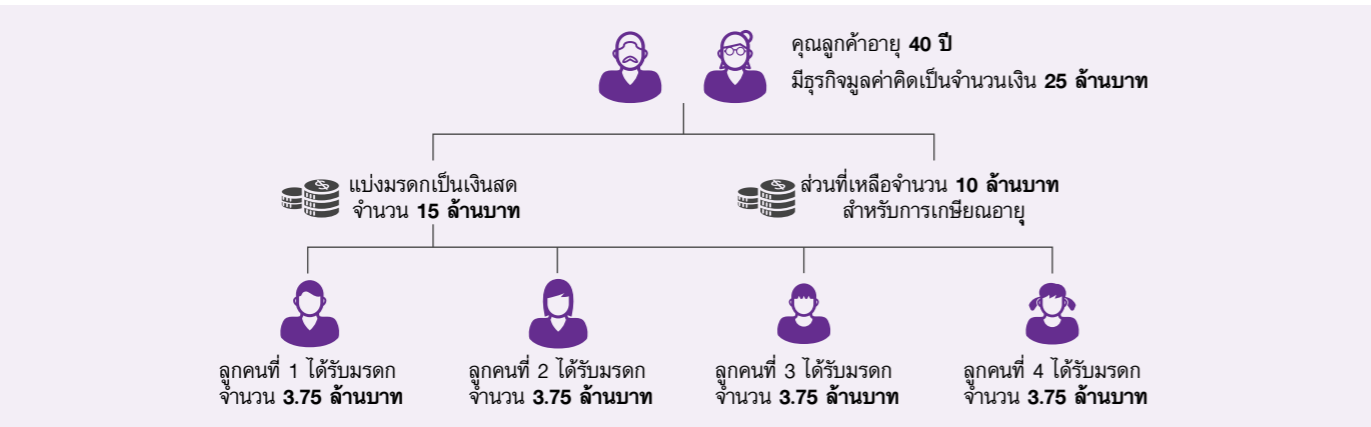 คุณลูกค้าอายุ 40 ปี
มีธุรกิจมูลค่าคิดเป็นจำนวนเงิน 25 ล้านบาท
แบ่งมรดกเป็นเงินสด
จำนวน 15 ล้านบาท
ส่วนที่เหลือจำนวน 10 ล้านบาท
สำหรับการเกษียณอายุ
ลูกคนที่ 1 ได้รับมรดก
จำนวน 3.75 ล้านบาท
ลูกคนที่ 2 ได้รับมรดก
จำนวน 3.75 ล้านบาท
ลูกคนที่ 3 ได้รับมรดก
จำนวน 3.75 ล้านบาท
ลูกคนที่ 4 ได้รับมรดก
จำนวน 3.75 ล้านบาท